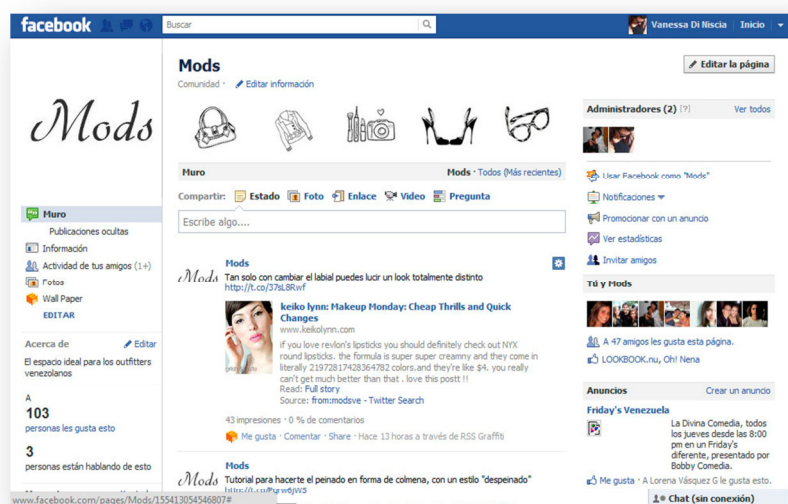 facebook
Buscar
Vanessa Di Niscia
Inicio
Mods
Mods
Comunidad · Editar información
Editar la página
Muro
Mods · Todos (Más recientes)
Compartir: Estado Foto Enlace Video Pregunta
Escribe algo....
Muro
Publicaciones ocultas
Información
Actividad de tus amigos (1+)
Fotos
Wall Paper
EDITAR
Acerca de
Editar
El espacio ideal para los outfitters
venezolanos
A
103
personas les gusta esto
3
personas están hablando de esto
Mods
Mods
Tan solo con cambiar el labial puedes lucir un look totalmente distinto
http://t.co/37sL8Rwf
keiko lynn: Makeup Monday: Cheap Thrills and Quick
Changes
www.keikolynn.com
if you love revlon's lipsticks you should definitely check out NYX
round lipsticks. the formula is super super creamny and they come in
literally 21972817428364782 colors.and they're like $4. you really
can't get much better than that . love this postt !!
Read: Full story
Source: from:modsve - Twitter Search
43 impresiones · 0 % de comentarios
Me gusta · Comentar · Share · Hace 13 horas a través de RSS Graffiti
Mods
Mods
Tutorial para hacerte el peinado en forma de colmena, con un estilo "despeinado"
Administradores (2) [?]
Ver todos
Usar Facebook como "Mods"
Notificaciones
Promocionar con un anuncio
Ver estadísticas
Invitar amigos
Tú y Mods
A 47 amigos les gusta esta página.
LOOKBOOK.nu, Oh! Nena
Anuncios
Crear un anuncio
Friday's Venezuela
La Divina Comedia, todos
los jueves desde las 8:00
pm en un Friday's
diferente, presentado por
Bobby Comedia.
Me gusta · A Lorena Vásquez G le gusta esto.
Chat (sin conexión)
www.facebook.com/pages/Mods/155413054546807#